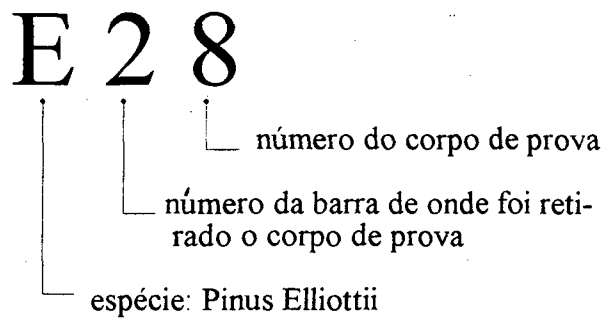 E 2 8
número do corpo de prova
número da barra de onde foi reti-
rado o corpo de prova
espécie: Pinus Elliottii